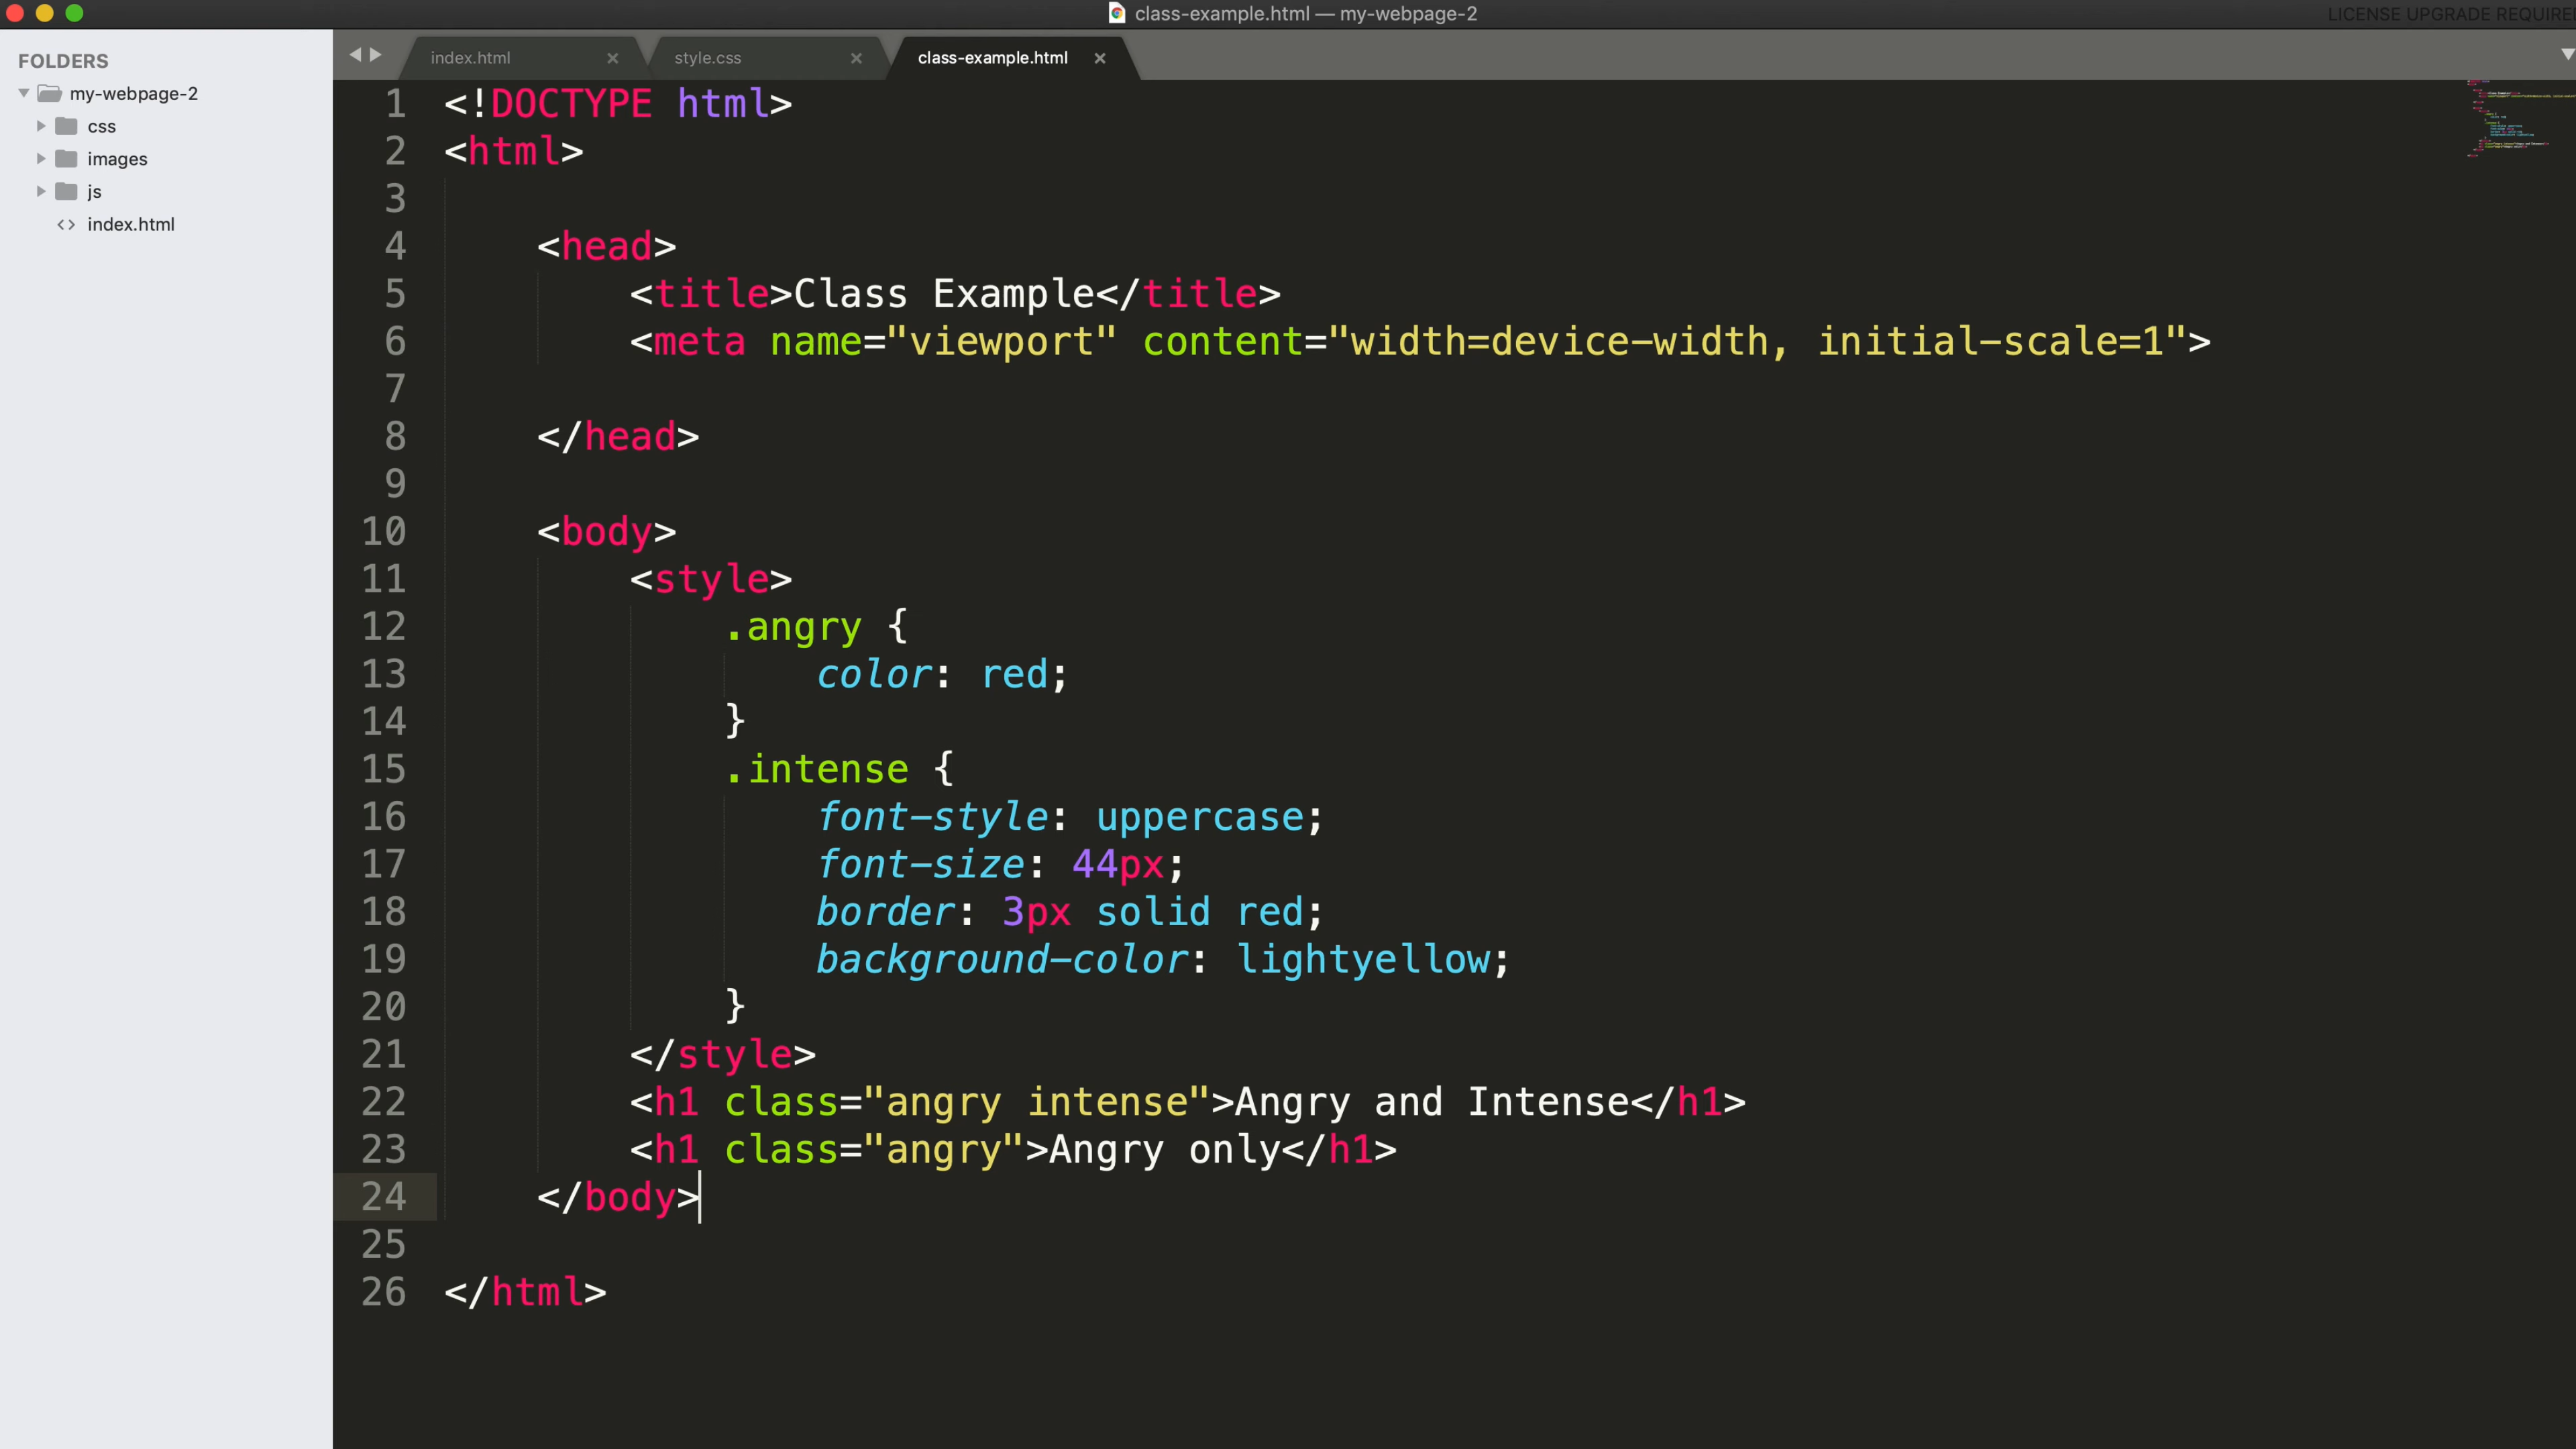 class-example.html — my-webpage-2
LICENSE UPGRADE REQUIRED
FOLDERS
my-webpage-2
css
images
js
index.html
index.html
style.css
class-example.html
1 <!DOCTYPE html>
2 <html>
3
4 <head>
5 <title>Class Example</title>
6 <meta name="viewport" content="width=device-width, initial-scale=1">
7
8 </head>
9
10 <body>
11 <style>
12 .angry {
13 color: red;
14 }
15 .intense {
16 font-style: uppercase;
17 font-size: 44px;
18 border: 3px solid red;
19 background-color: lightyellow;
20 }
21 </style>
22 <h1 class="angry intense">Angry and Intense</h1>
23 <h1 class="angry">Angry only</h1>
24 </body>
25
26 </html>